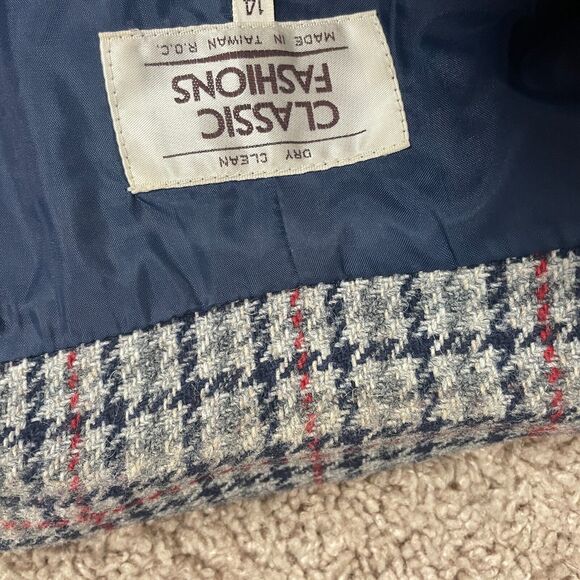 DRY CLEAN
CLASSIC
FASHIONS
MADE IN TAIWAN R.O.C.
14